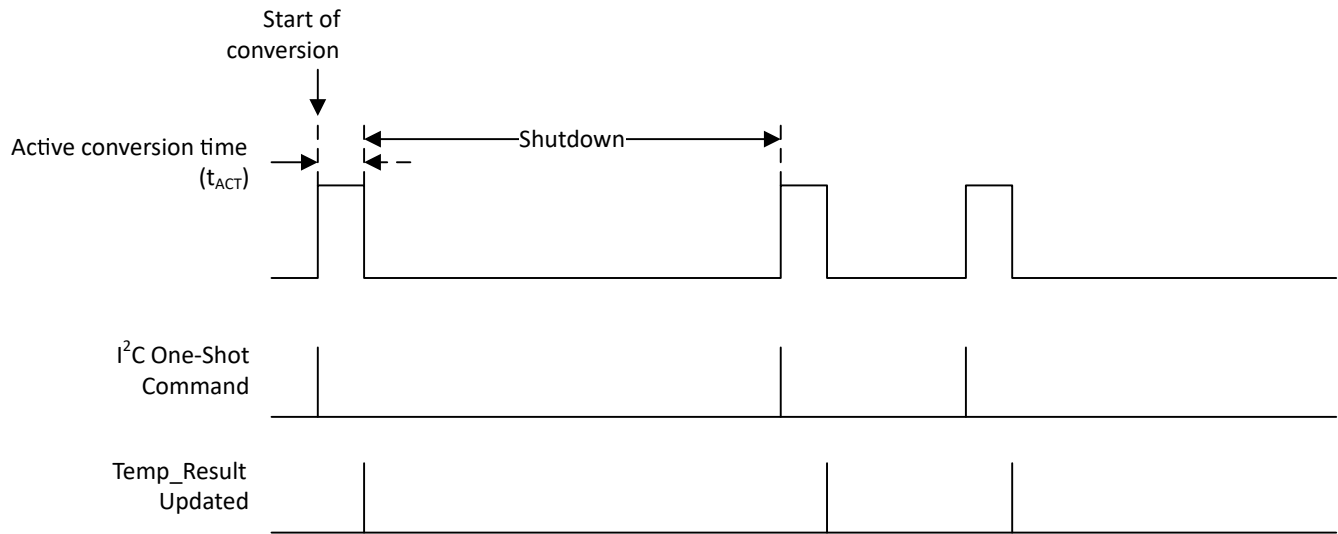 Start of
conversion
Active conversion time
(tACT)
Shutdown
I²C One-Shot
Command
Temp_Result
Updated